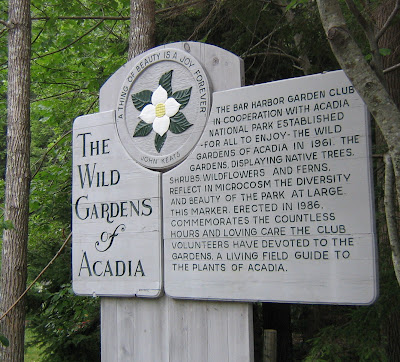 A THING OF BEAUTY IS A JOY FOREVER
JOHN KEATS
THE
WILD
GARDENS
of
ACADIA
THE BAR HARBOR GARDEN CLUB
IN COOPERATION WITH ACADIA
NATIONAL PARK ESTABLISHED
-FOR ALL TO ENJOY- THE WILD
GARDENS OF ACADIA IN 1961. THE
GARDENS, DISPLAYING NATIVE TREES,
SHRUBS, WILDFLOWERS AND FERNS,
REFLECT IN MICROCOSM THE DIVERSITY
AND BEAUTY OF THE PARK AT LARGE.
THIS MARKER, ERECTED IN 1986,
COMMEMORATES THE COUNTLESS
HOURS AND LOVING CARE THE CLUB
VOLUNTEERS HAVE DEVOTED TO THE
GARDENS, A LIVING FIELD GUIDE TO
THE PLANTS OF ACADIA.